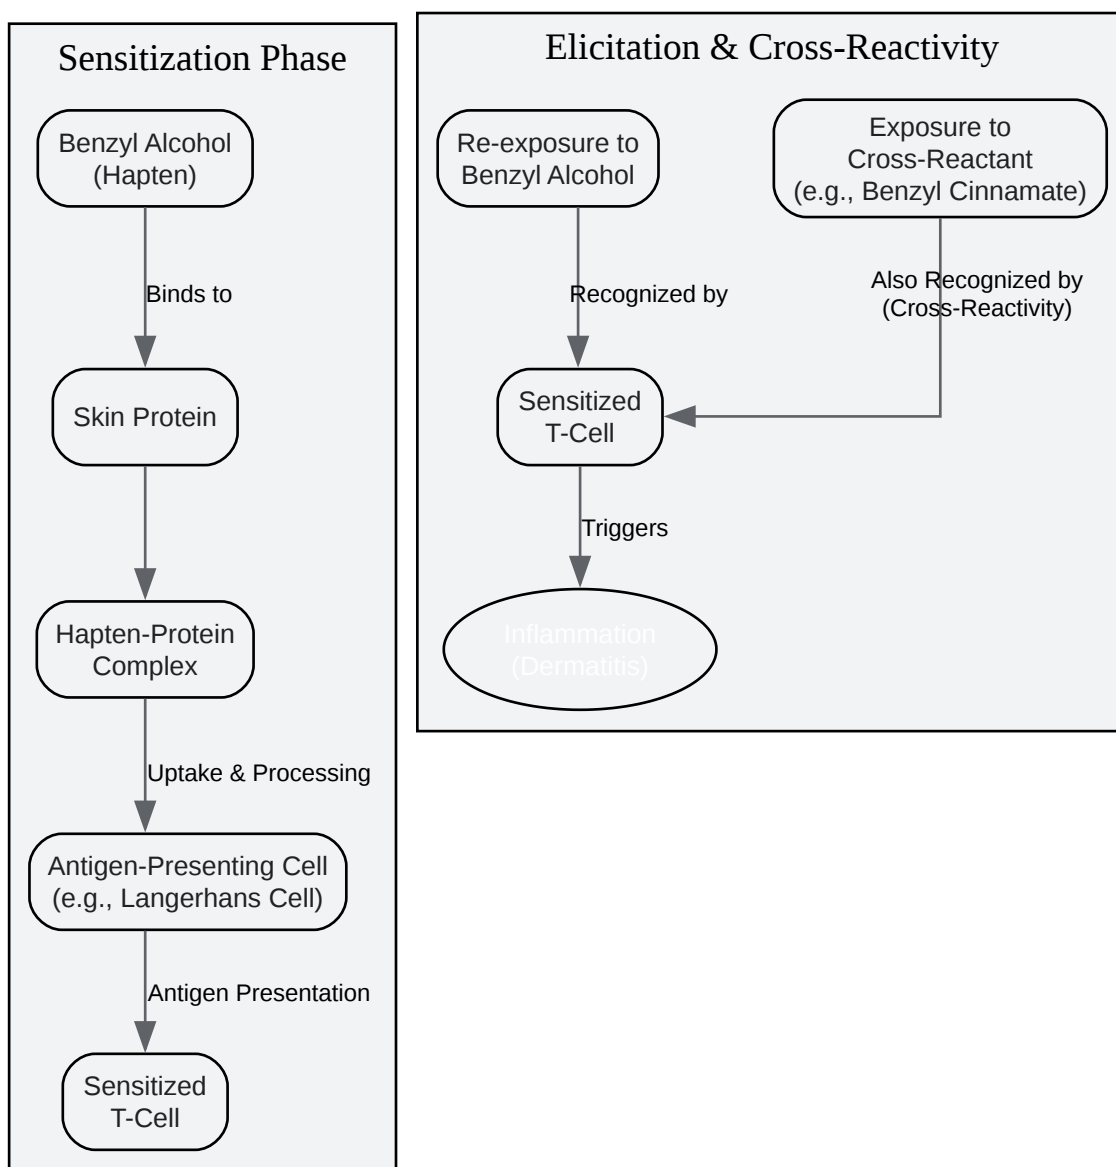 Sensitization Phase
Benzyl Alcohol
(Hapten)
Binds to
Skin Protein
Hapten-Protein
Complex
Uptake & Processing
Antigen-Presenting Cell
(e.g., Langerhans Cell)
Antigen Presentation
Sensitized
T-Cell
Elicitation & Cross-Reactivity
Re-exposure to
Benzyl Alcohol
Exposure to
Cross-Reactant
(e.g., Benzyl Cinnamate)
Recognized by
Also Recognized by
(Cross-Reactivity)
Sensitized
T-Cell
Triggers
Inflammation
(Dermatitis)